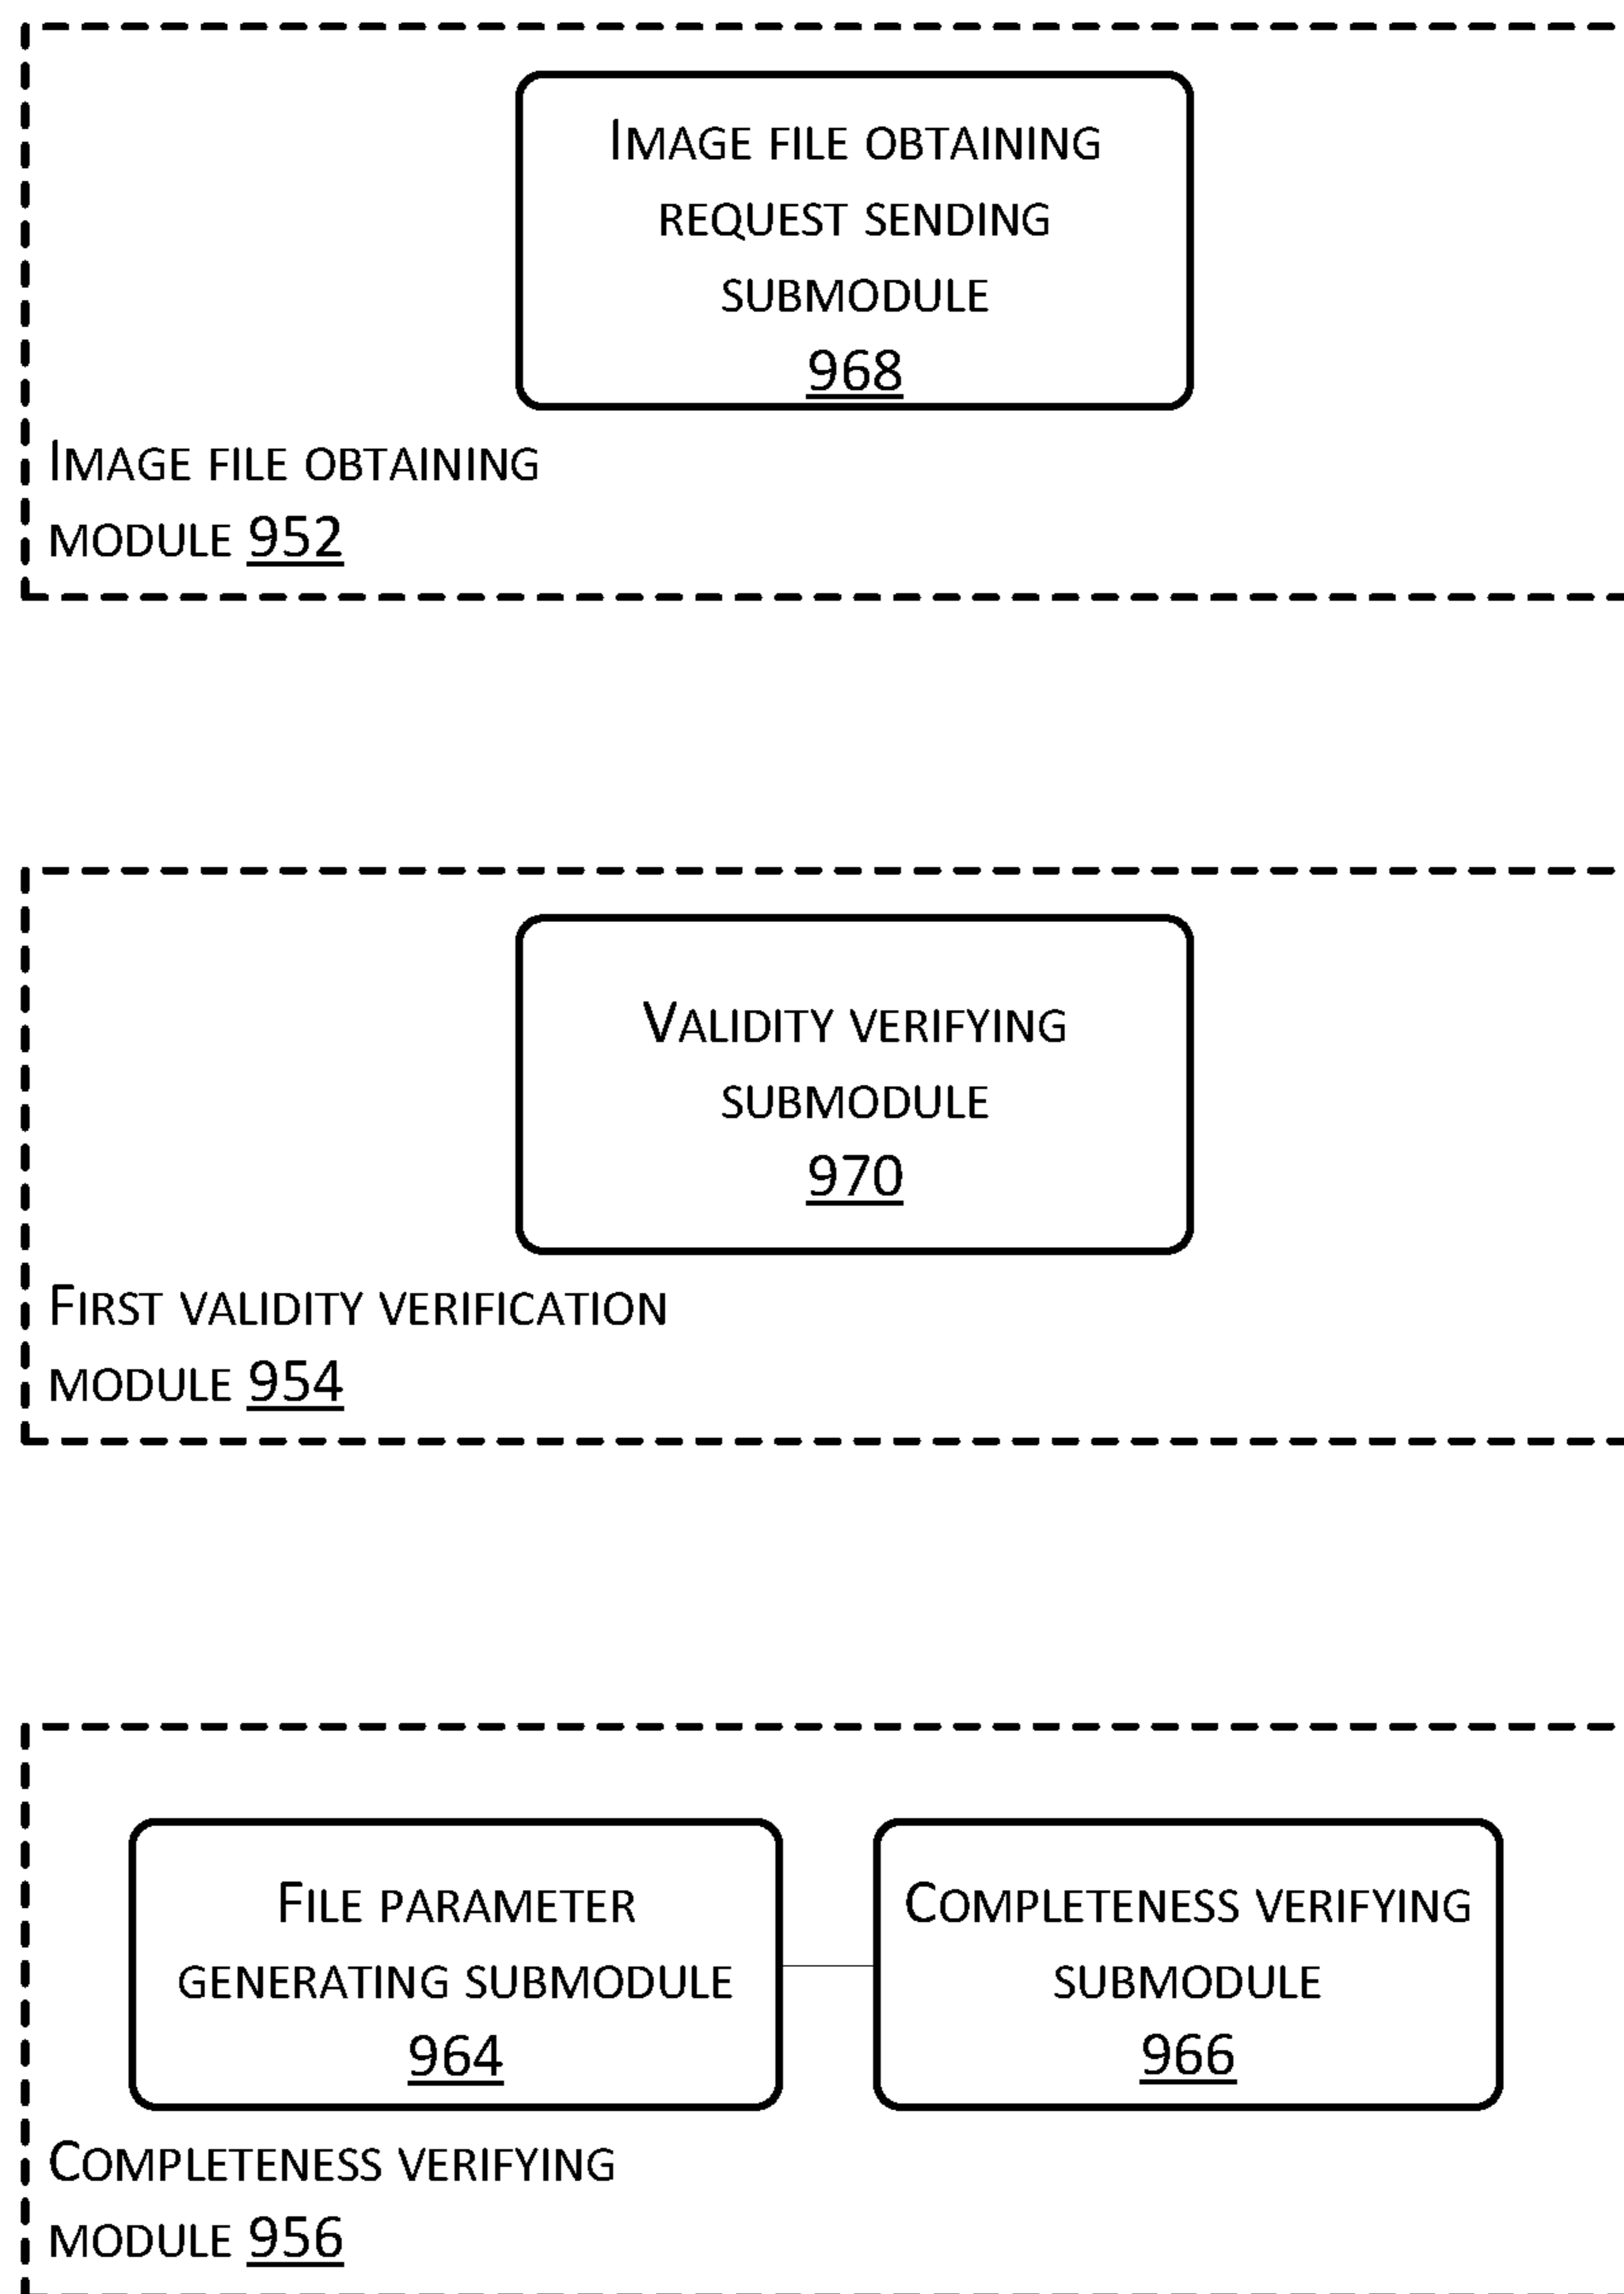 Image file obtaining
request sending
submodule
968
Image file obtaining
module 952
Validity verifying
submodule
970
First validity verification
module 954
File parameter
generating submodule
964
Completeness verifying
submodule
966
Completeness verifying
module 956